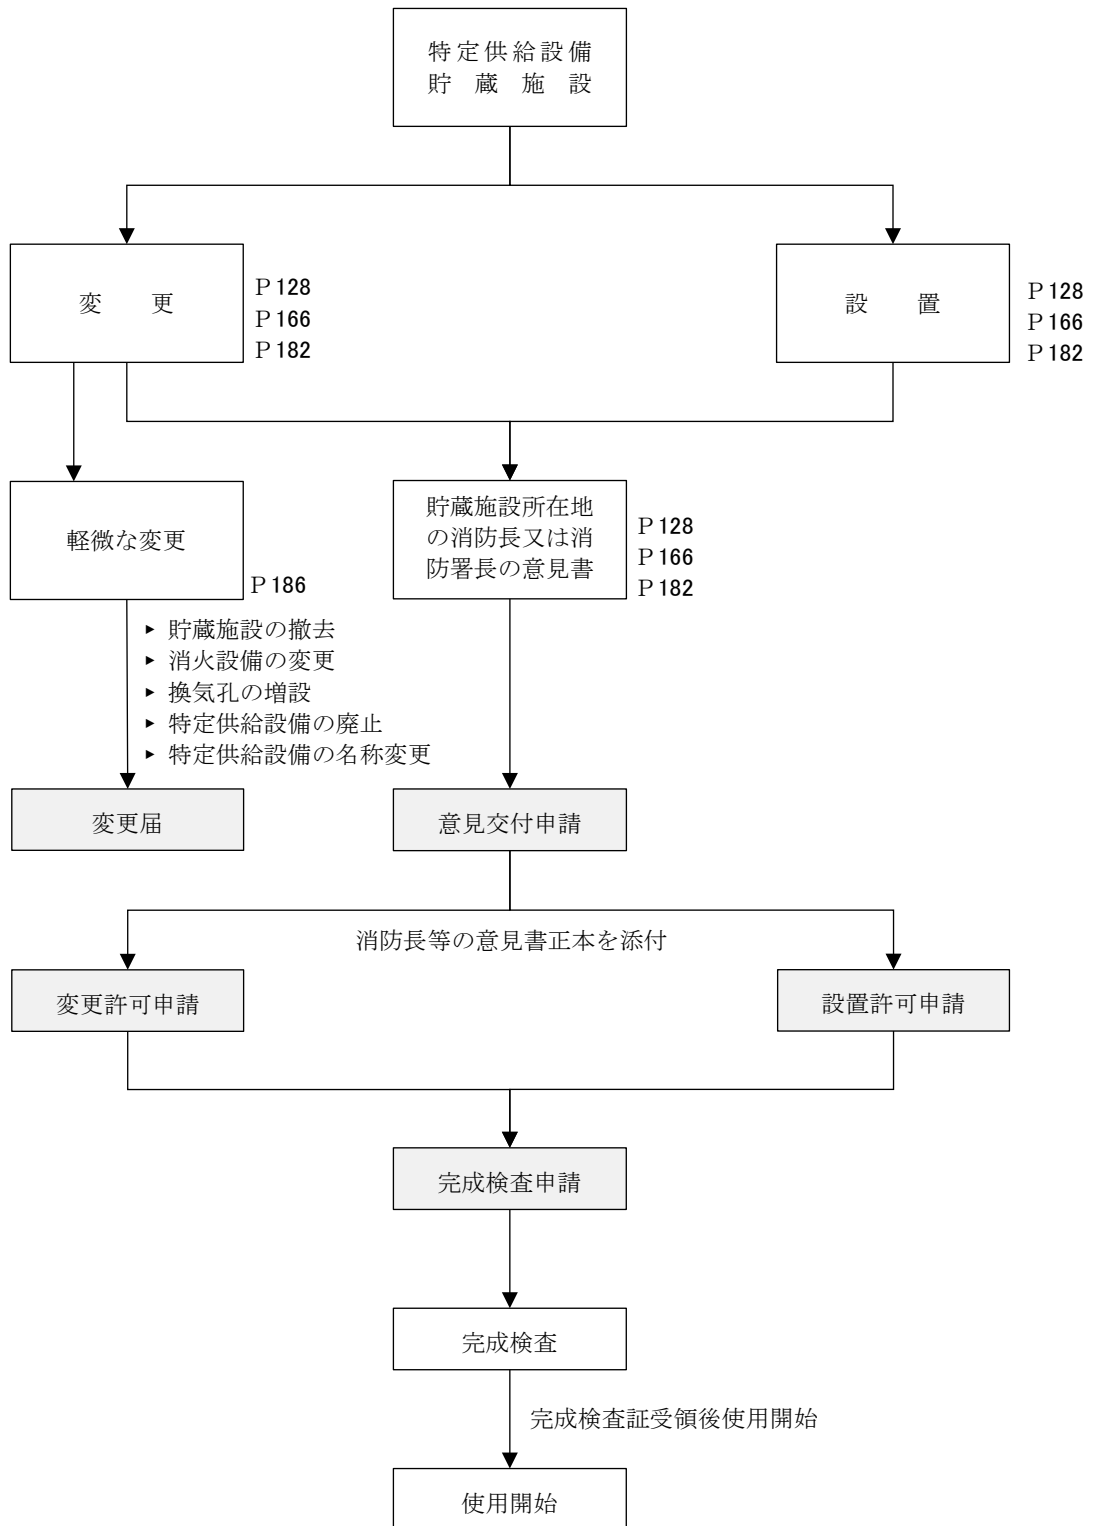 特定供給設備
貯蔵施設
変更
Ｐ128
Ｐ166
Ｐ182
設置
Ｐ128
Ｐ166
Ｐ182
軽微な変更
Ｐ186
貯蔵施設所在地
の消防長又は消
防署長の意見書
Ｐ128
Ｐ166
Ｐ182
▸ 貯蔵施設の撤去
▸ 消火設備の変更
▸ 換気孔の増設
▸ 特定供給設備の廃止
▸ 特定供給設備の名称変更
変更届
意見交付申請
消防長等の意見書正本を添付
変更許可申請
設置許可申請
完成検査申請
完成検査
完成検査証受領後使用開始
使用開始